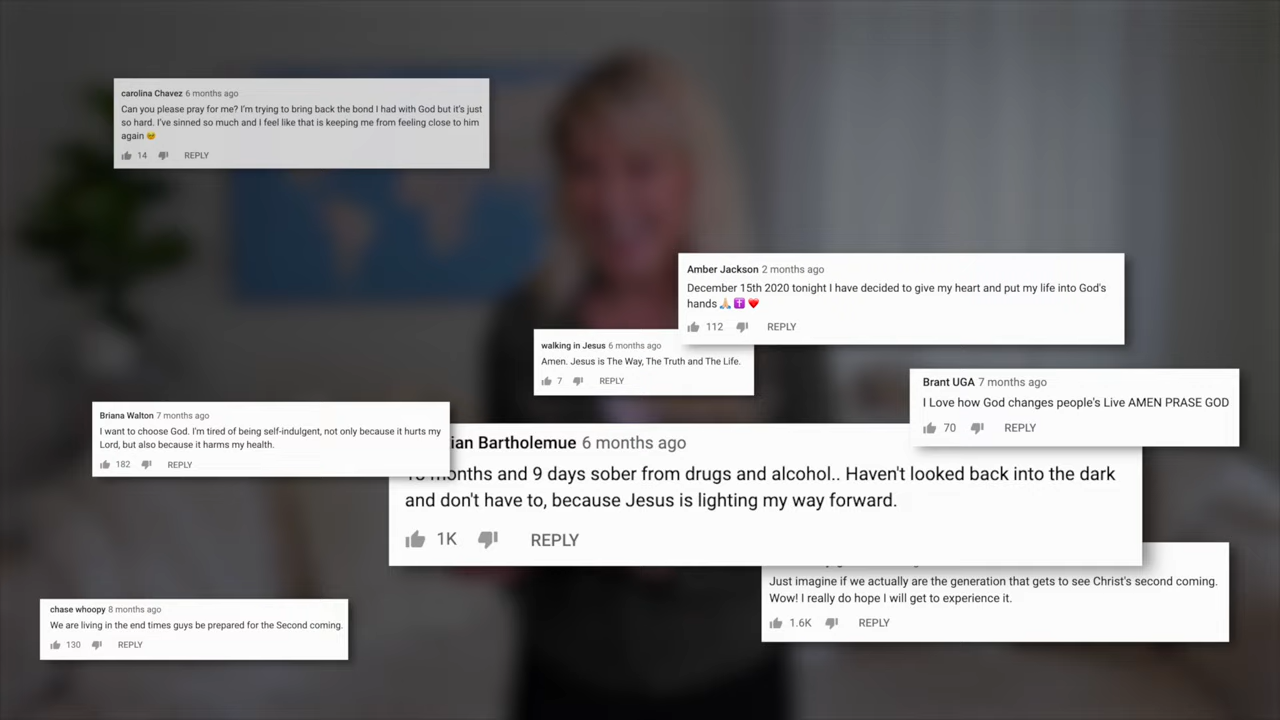 carolina Chavez 6 months ago
Can you please pray for me? I'm trying to bring back the bond I had with God but it's just
so hard. I've sinned so much and I feel like that is keeping me from feeling close to him
again 😿
14 REPLY
Amber Jackson 2 months ago
December 15th 2020 tonight I have decided to give my heart and put my life into God's
hands 🙏🏻 ✝️ ❤️
112 REPLY
walking in Jesus 6 months ago
Amen. Jesus is The Way, The Truth and The Life.
7 REPLY
Brant UGA 7 months ago
I Love how God changes people's Live AMEN PRASE GOD
70 REPLY
Briana Walton 7 months ago
I want to choose God. I'm tired of being self-indulgent, not only because it hurts my
Lord, but also because it harms my health.
182 REPLY
Bartholemue 6 months ago
months and 9 days sober from drugs and alcohol.. Haven't looked back into the dark
and don't have to, because Jesus is lighting my way forward.
1K REPLY
Just imagine if we actually are the generation that gets to see Christ's second coming.
Wow! I really do hope I will get to experience it.
1.6K REPLY
chase whoopy 8 months ago
We are living in the end times guys be prepared for the Second coming.
130 REPLY